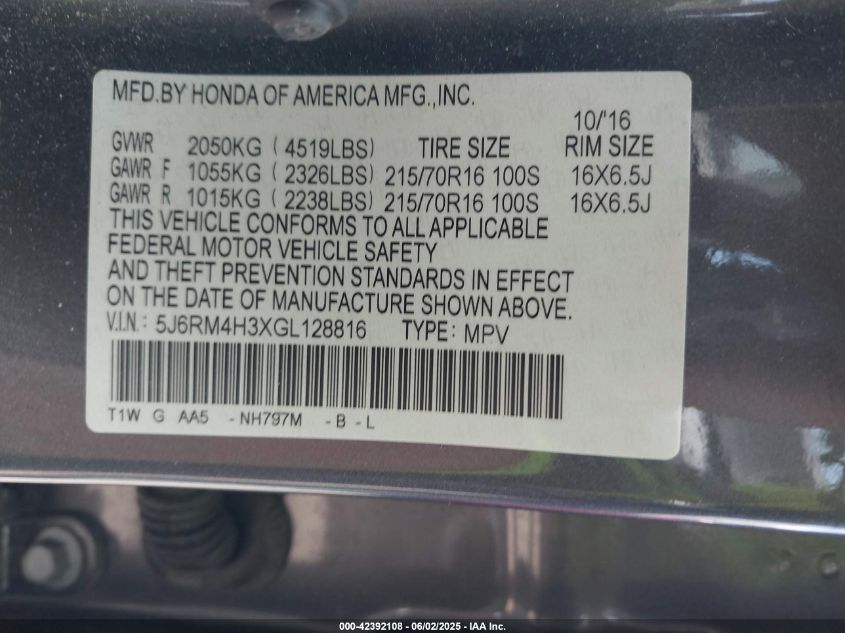 MFD.BY HONDA OF AMERICA MFG.,INC.
10/'16
GVWR 2050KG ( 4519LBS) TIRE SIZE RIM SIZE
GAWR F 1055KG ( 2326LBS) 215/70R16 100S 16X6.5J
GAWR R 1015KG ( 2238LBS) 215/70R16 100S 16X6.5J
THIS VEHICLE CONFORMS TO ALL APPLICABLE
FEDERAL MOTOR VEHICLE SAFETY
AND THEFT PREVENTION STANDARDS IN EFFECT
ON THE DATE OF MANUFACTURE SHOWN ABOVE.
V.I.N.: 5J6RM4H3XGL128816 TYPE: MPV
T1W G AA5 -NH797M -B -L
000-42392108 - 06/02/2025 - IAA Inc.